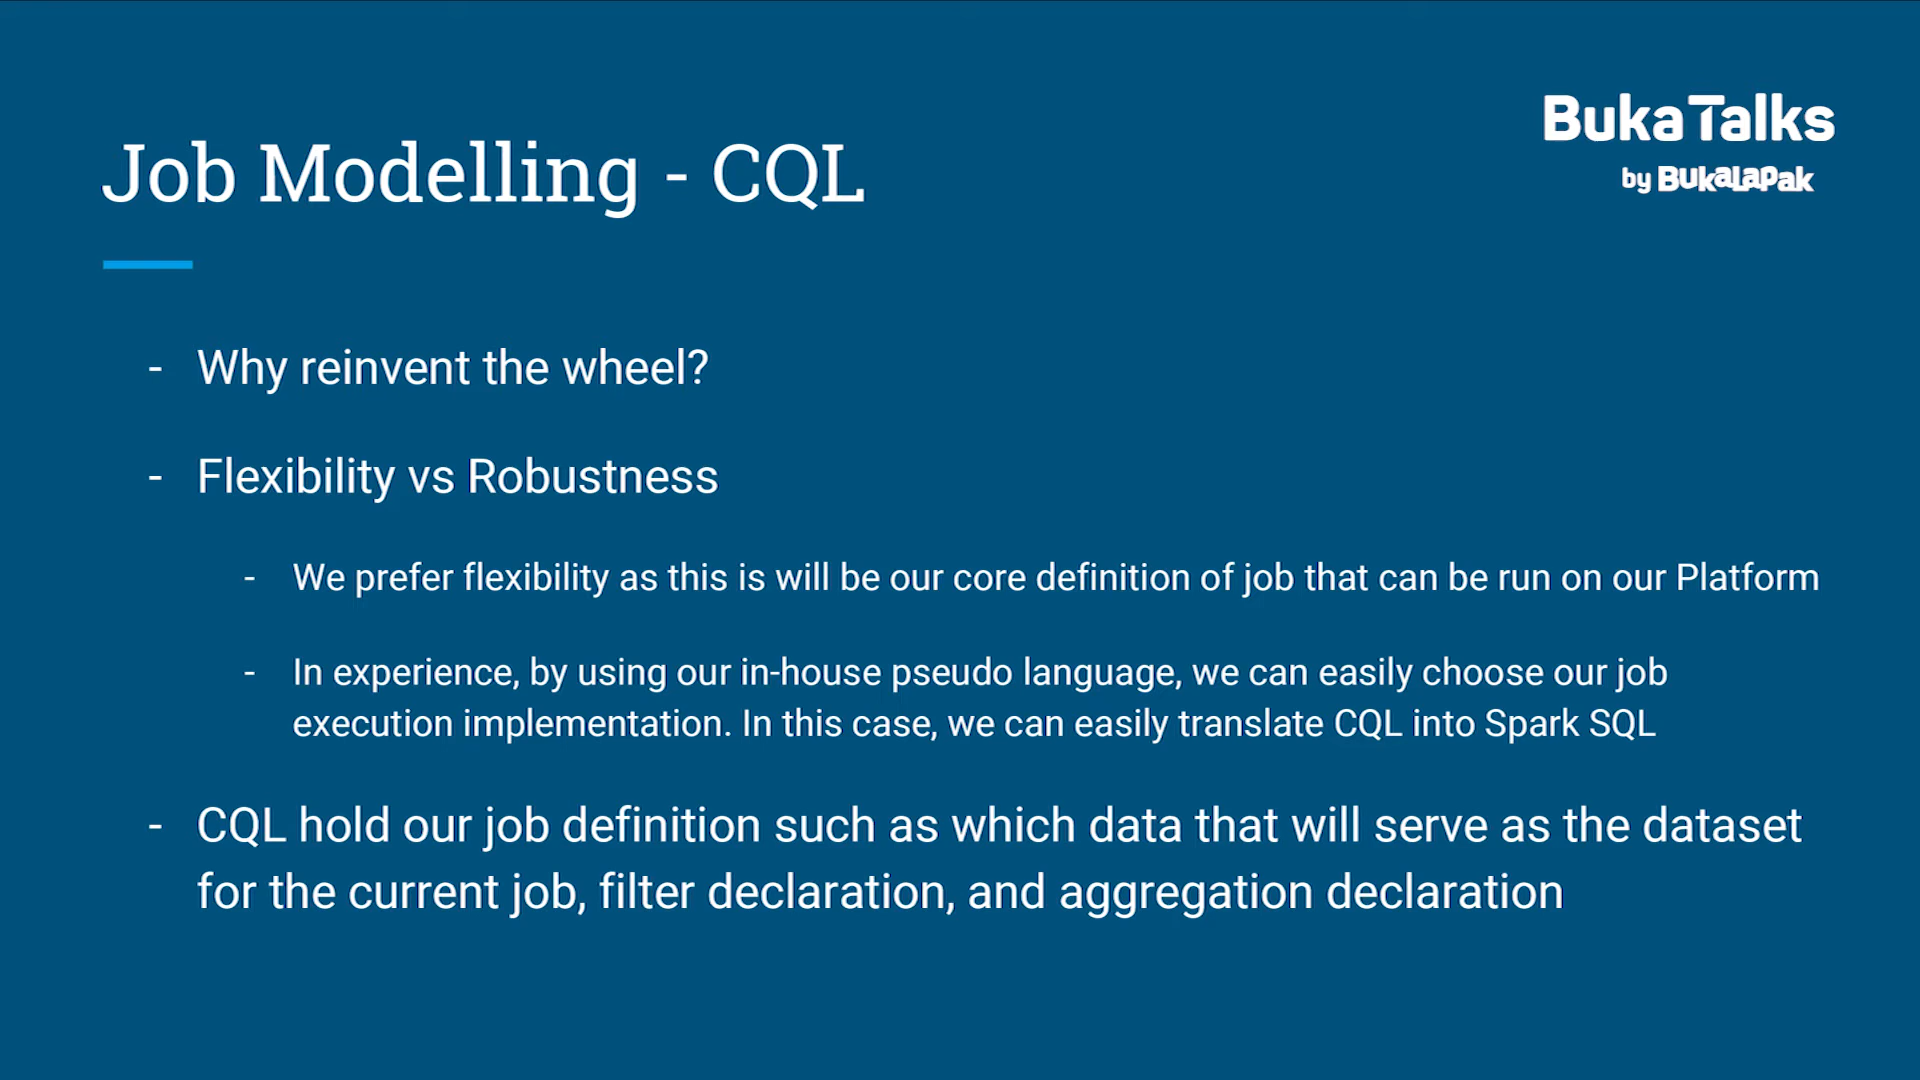 BukaTalks
by BukaLapak
Job Modelling - CQL
- Why reinvent the wheel?
- Flexibility vs Robustness
- We prefer flexibility as this is will be our core definition of job that can be run on our Platform
- In experience, by using our in-house pseudo language, we can easily choose our job
execution implementation. In this case, we can easily translate CQL into Spark SQL
- CQL hold our job definition such as which data that will serve as the dataset
for the current job, filter declaration, and aggregation declaration